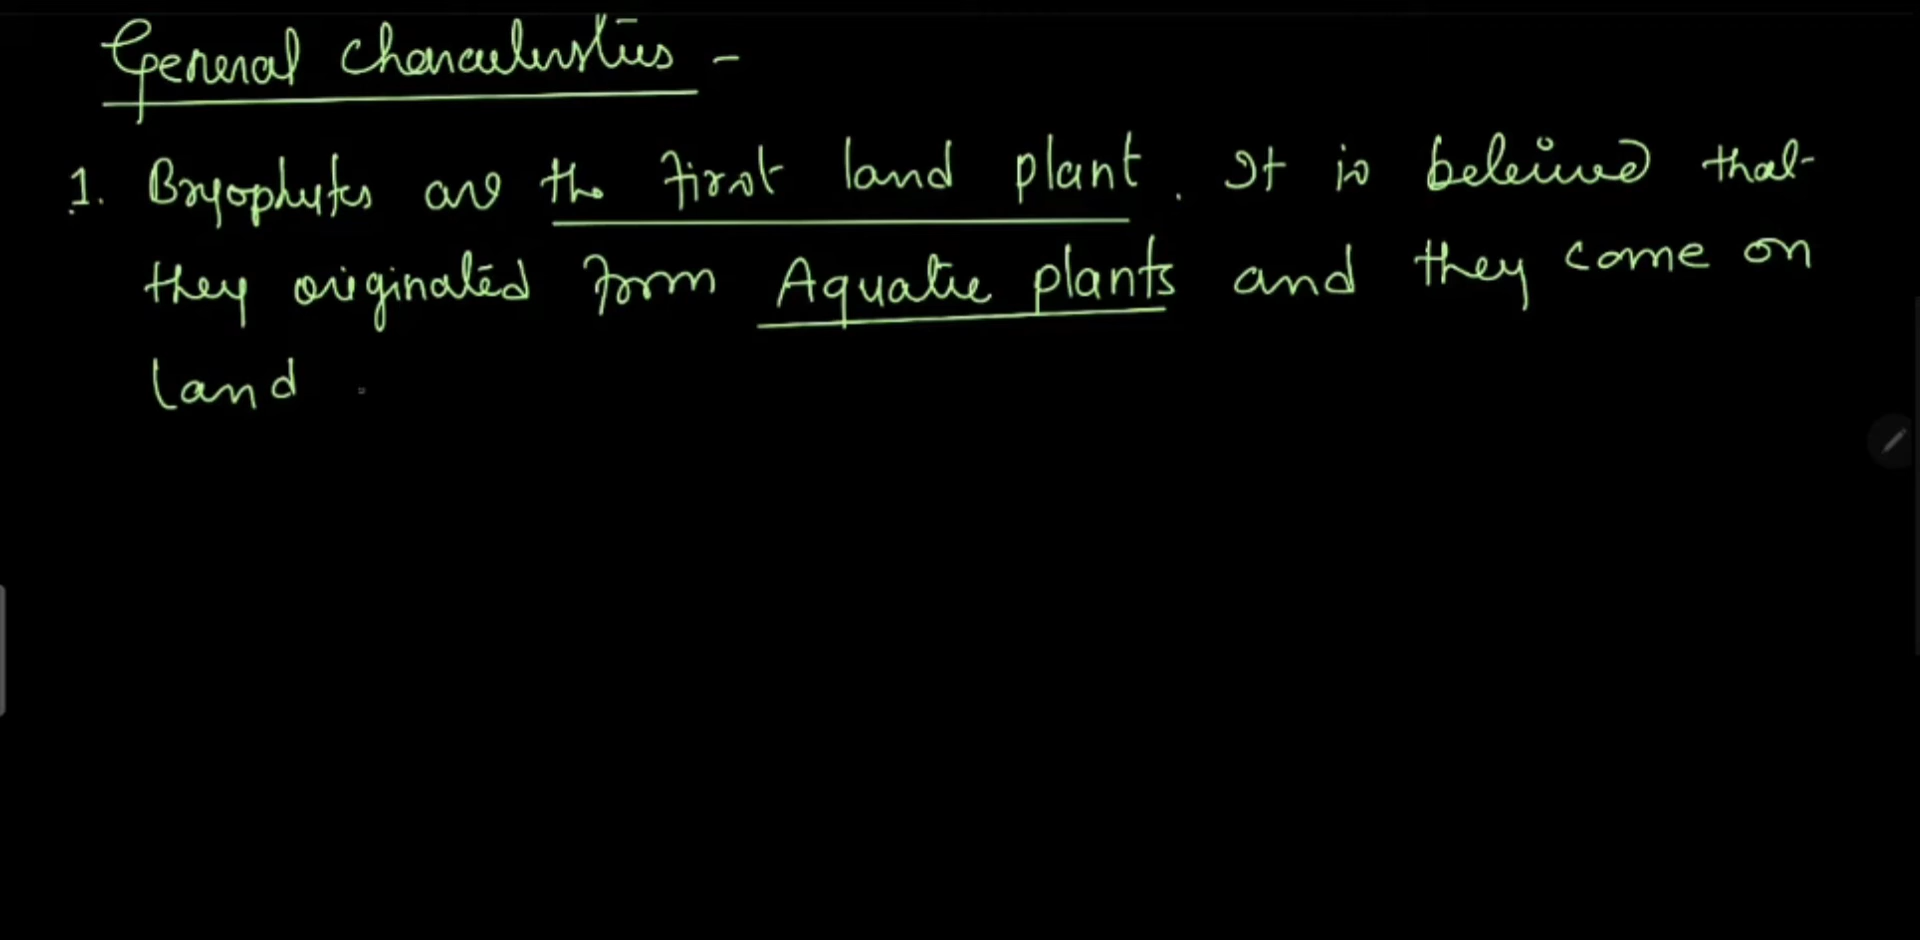 General characteristics -
1. Bryophytes are the first land plant. It is beleived that
they originated from Aquatic plants and they come on
land .